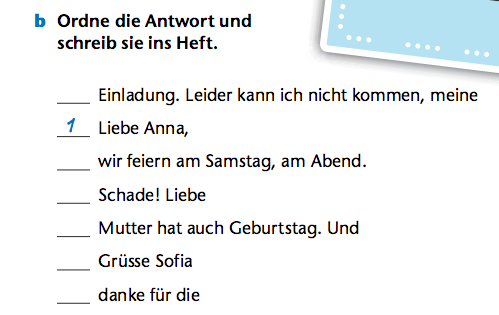 b Ordne die Antwort und
schreib sie ins Heft.
____ Einladung. Leider kann ich nicht kommen, meine
1 Liebe Anna,
____ wir feiern am Samstag, am Abend.
____ Schade! Liebe
____ Mutter hat auch Geburtstag. Und
____ Grüsse Sofia
____ danke für die